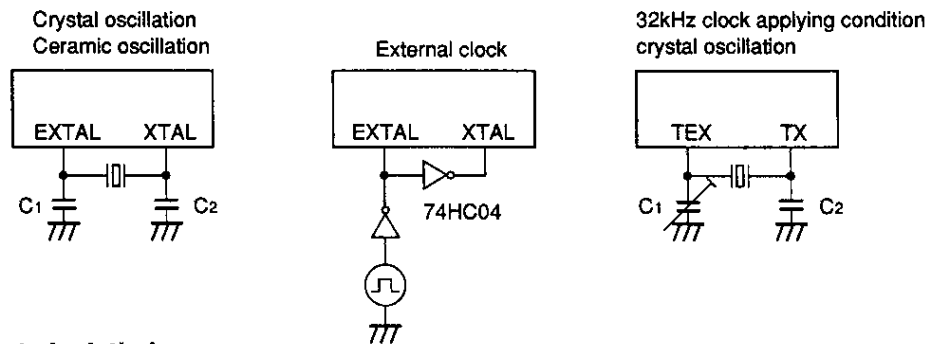 Crystal oscillation
Ceramic oscillation
EXTAL XTAL
C1 C2
External clock
EXTAL XTAL
74HC04
32kHz clock applying condition
crystal oscillation
TEX TX
C1 C2